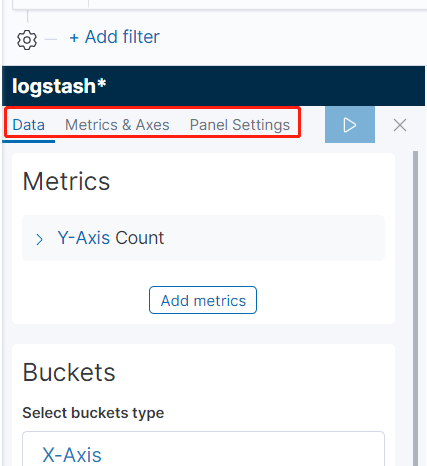 + Add filter
logstash*
Data Metrics & Axes Panel Settings
Metrics
Y-Axis Count
Add metrics
Buckets
Select buckets type
X-Axis